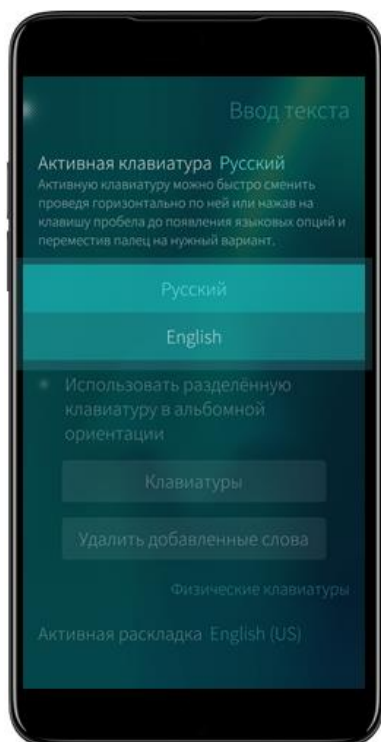 Ввод текста
Активная клавиатура Русский
Активную клавиатуру можно быстро сменить
проведя горизонтально по ней или нажав на
клавишу пробела до появления языковых опций и
переместив палец на нужный вариант.
Русский
English
Использовать разделённую
клавиатуру в альбомной
ориентации
Клавиатуры
Удалить добавленные слова
Физические клавиатуры
Активная раскладка English (US)